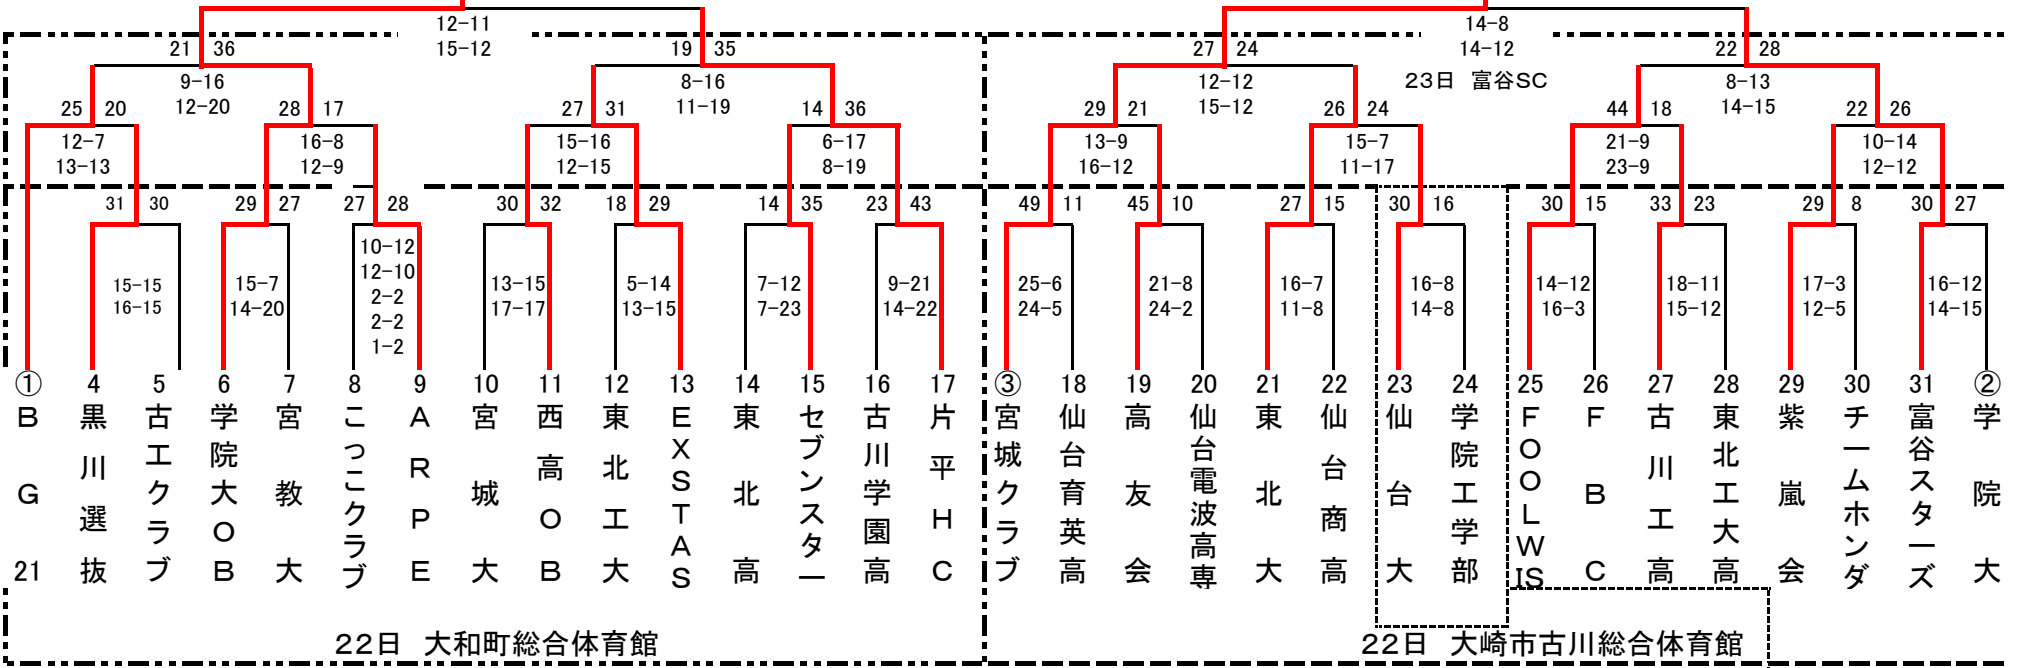 12-11 14-8
15-12 14-12
21 36 19 35 27 24 22 28
9-16 8-16 12-12 23日 富谷SC 8-13
12-20 11-19 15-12 14-15
25 20 28 17 27 31 14 36 29 21 26 24 44 18 22 26
12-7 16-8 15-16 6-17 13-9 15-7 21-9 10-14
13-13 12-9 12-15 8-19 16-12 11-17 23-9 12-12
31 30 29 27 27 28 30 32 18 29 14 35 23 43 49 11 45 10 27 15 30 16 30 15 33 23 29 8 30 27
10-12
12-10
15-15 15-7 2-2 13-15 5-14 7-12 9-21 25-6 21-8 16-7 16-8 14-12 18-11 17-3 16-12
16-15 14-20 2-2 17-17 13-15 7-23 14-22 24-5 24-2 11-8 14-8 16-3 15-12 12-5 14-15
1-2
① 4 5 6 7 8 9 10 11 12 13 14 15 16 17 ③ 18 19 20 21 22 23 24 25 26 27 28 29 30 31 ②
BG21
黒川選抜
古工クラブ
学院大OB
宮教大
こっこクラブ
ARPE
宮城大
西高OB
東北工大
EXSTAS
東北高
セブンスター
古川学園高
片平HC
宮城クラブ
仙台育英高
高友会
仙台電波高専
東北大
仙台商高
仙台大
学院工学部
FOOLWIS
FBC
古川工高
東北工大高
紫嵐会
チームホンダ
富谷スターズ
学院大
22日 大和町総合体育館 22日 大崎市古川総合体育館